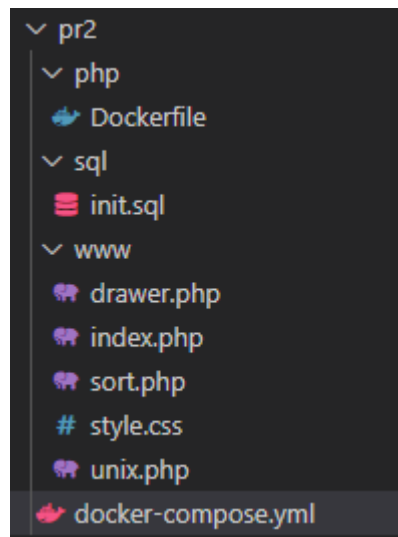 pr2
php
Dockerfile
sql
init.sql
www
drawer.php
index.php
sort.php
# style.css
unix.php
docker-compose.yml